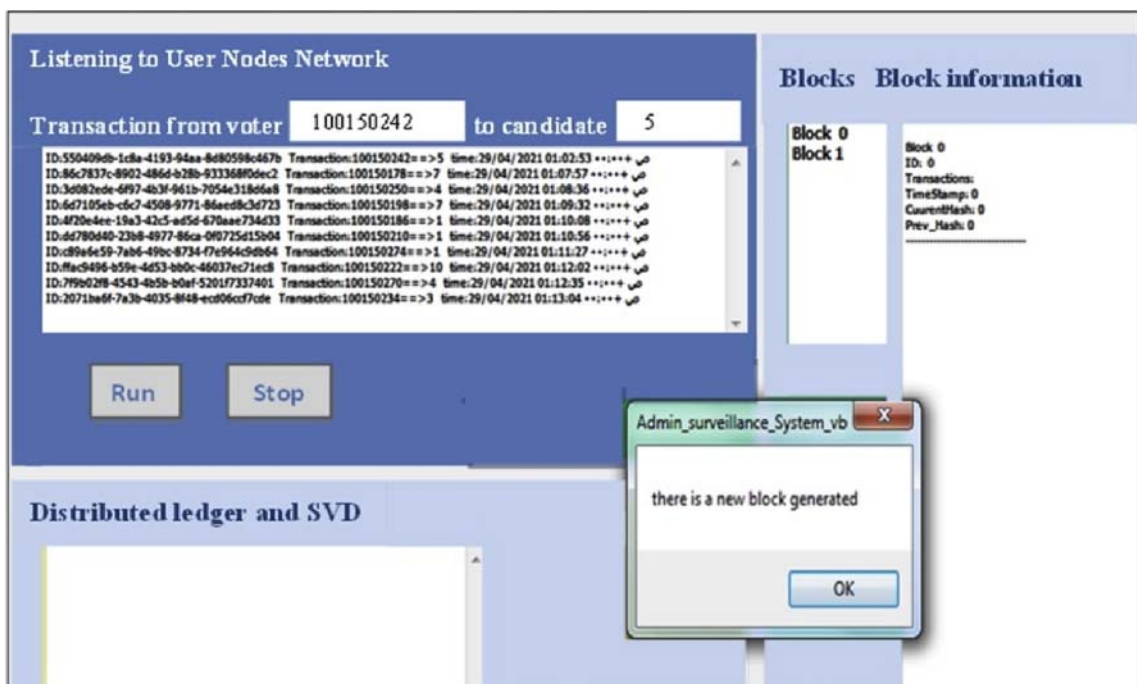 Listening to User Nodes Network
Transaction from voter 100150242 to candidate 5
ID:550409db-1c8a-4193-94aa-8d80598c467b Transaction:100150242==>5 time:29/04/2021 01:02:53 ص
ID:86c7837c-8902-486d-b28b-933368f0dec2 Transaction:100150178==>7 time:29/04/2021 01:07:57 ص
ID:3d082ede-6f97-4b3f-961b-7054e318d6a8 Transaction:100150250==>4 time:29/04/2021 01:08:36 ص
ID:6d7105eb-c6c7-4508-9771-86aed8c3d723 Transaction:100150198==>7 time:29/04/2021 01:09:32 ص
ID:4f20e4ee-19a3-42c5-ad5d-670aae734d33 Transaction:100150186==>1 time:29/04/2021 01:10:08 ص
ID:dd780d40-23b8-4977-86ca-0f0725d15b04 Transaction:100150210==>1 time:29/04/2021 01:10:56 ص
ID:c89a6e59-7ab6-49bc-8734-f7e964c9db64 Transaction:100150274==>1 time:29/04/2021 01:11:27 ص
ID:ffac9496-b59e-4d53-bb0c-46037ec71ec8 Transaction:100150222==>10 time:29/04/2021 01:12:02 ص
ID:7f9b02f8-4543-4b5b-b0af-5201f7337401 Transaction:100150270==>4 time:29/04/2021 01:12:35 ص
ID:2071ba6f-7a3b-4035-8f48-ecd06ccf7cde Transaction:100150234==>3 time:29/04/2021 01:13:04 ص
Run
Stop
Blocks
Block information
Block 0
Block 1
Block 0
ID: 0
Transactions:
TimeStamp: 0
CuurentHash: 0
Prev_Hash: 0
Admin_surveillance_System_vb
X
there is a new block generated
OK
Distributed ledger and SVD